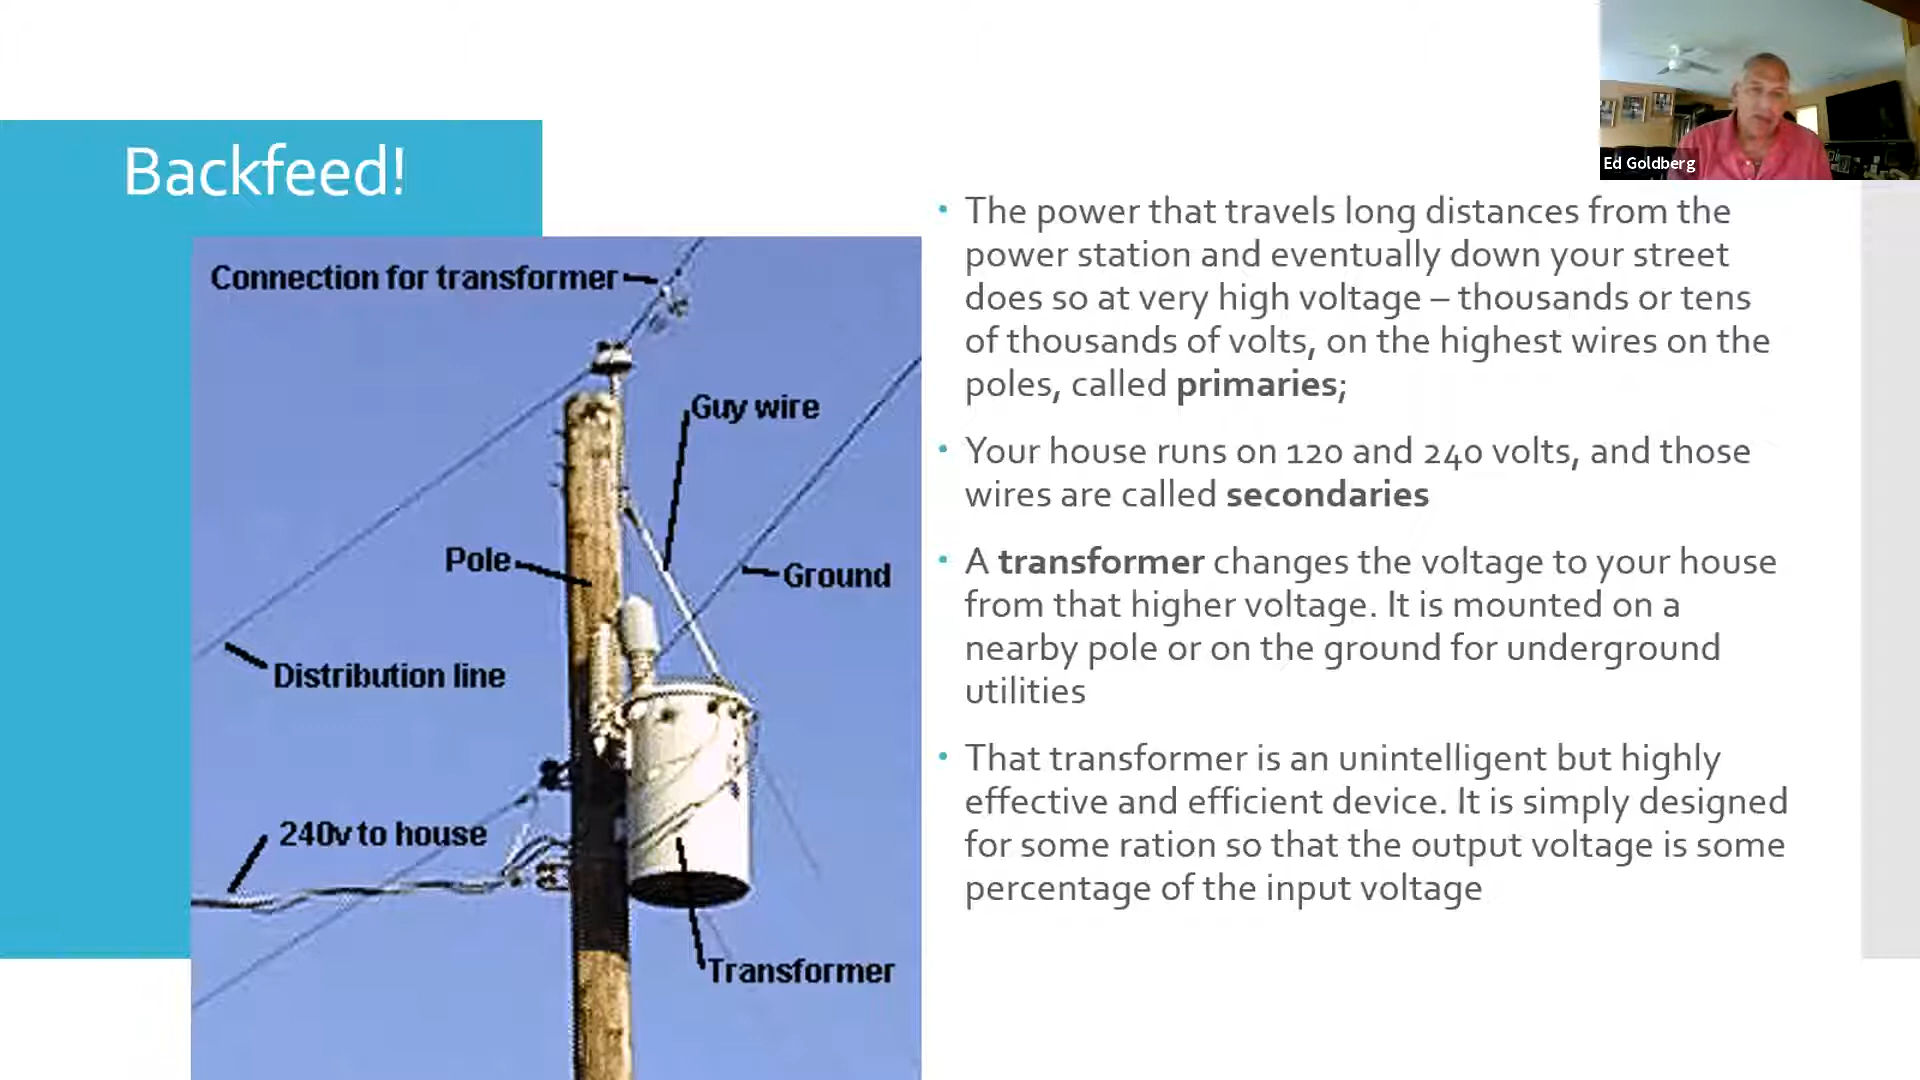 Ed Goldberg
Backfeed!
Connection for transformer
Guy wire
Pole
Ground
Distribution line
240v to house
Transformer
• The power that travels long distances from the
power station and eventually down your street
does so at very high voltage – thousands or tens
of thousands of volts, on the highest wires on the
poles, called primaries;
• Your house runs on 120 and 240 volts, and those
wires are called secondaries
• A transformer changes the voltage to your house
from that higher voltage. It is mounted on a
nearby pole or on the ground for underground
utilities
• That transformer is an unintelligent but highly
effective and efficient device. It is simply designed
for some ration so that the output voltage is some
percentage of the input voltage